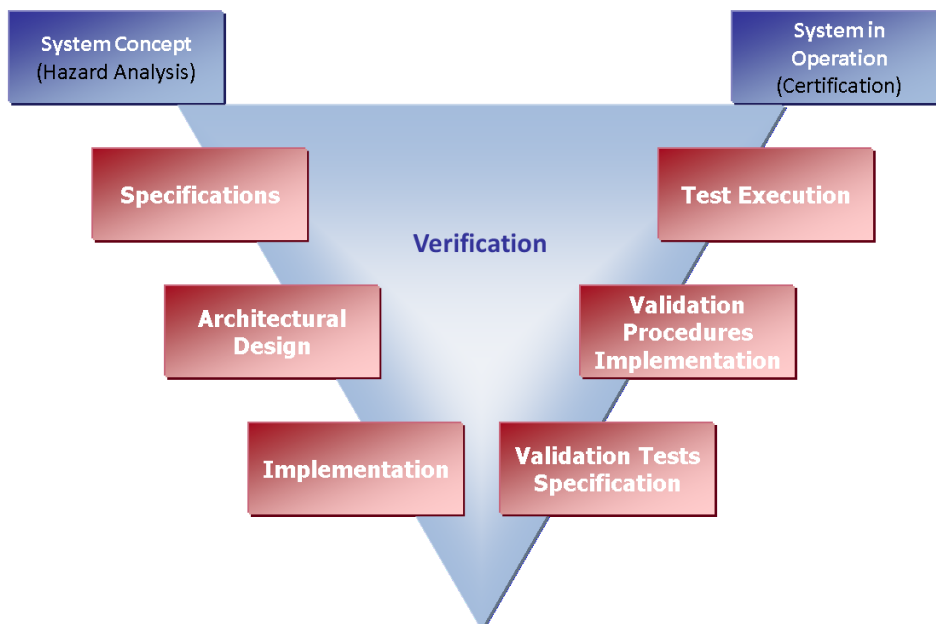 System Concept
(Hazard Analysis)
System in
Operation
(Certification)
Specifications
Test Execution
Verification
Architectural
Design
Validation
Procedures
Implementation
Implementation
Validation Tests
Specification